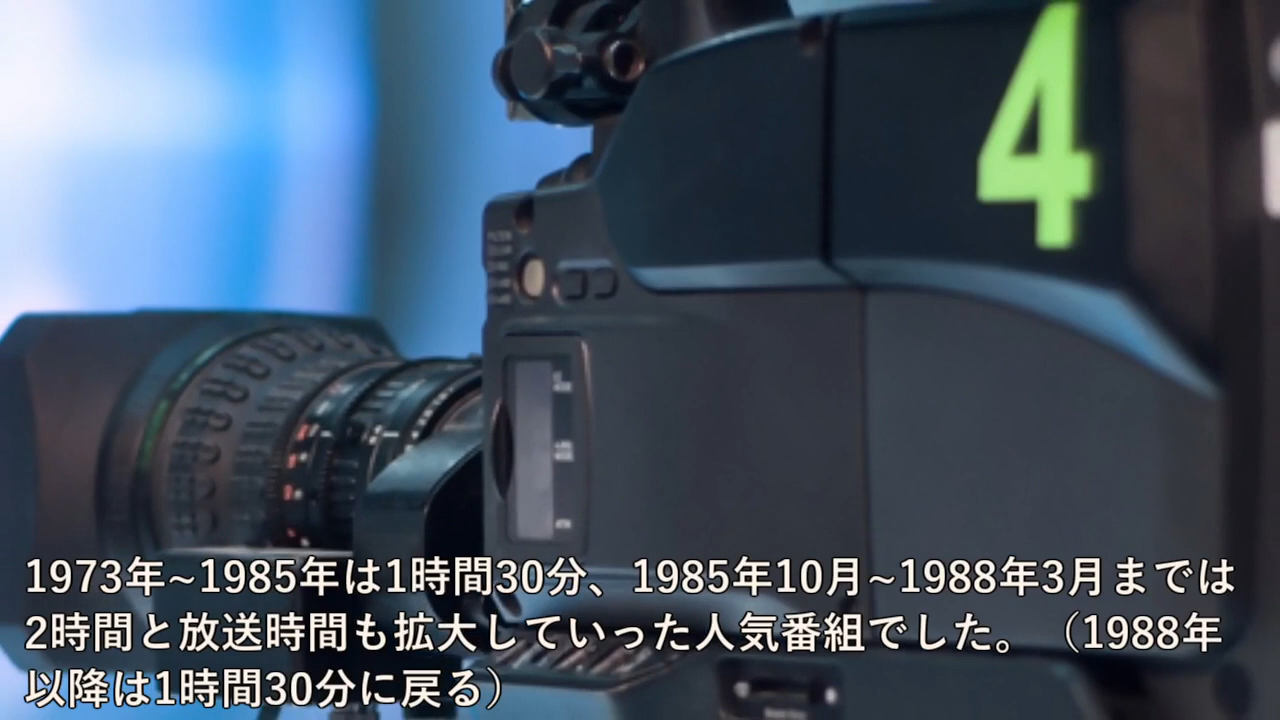 4
1973年~1985年は1時間30分、1985年10月~1988年3月までは
2時間と放送時間も拡大していった人気番組でした。（1988年
以降は1時間30分に戻る）